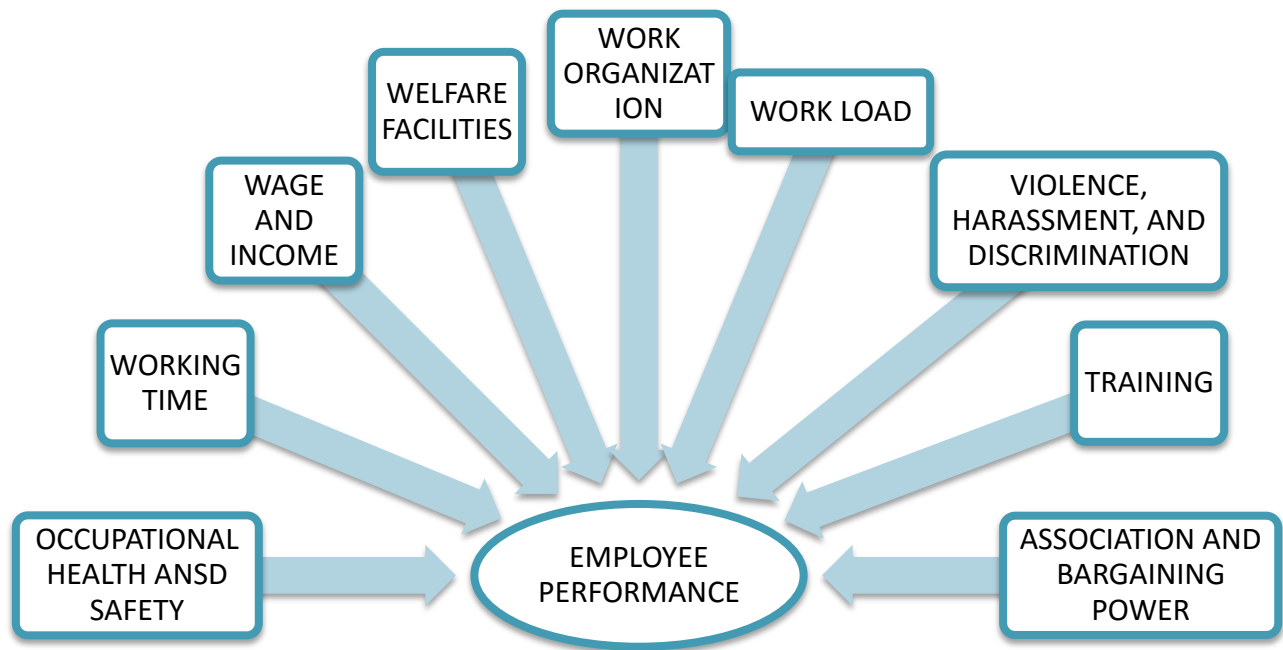 WORK
ORGANIZAT
ION
WELFARE
FACILITIES
WORK LOAD
WAGE
AND
INCOME
VIOLENCE,
HARASSMENT, AND
DISCRIMINATION
WORKING
TIME
TRAINING
OCCUPATIONAL
HEALTH ANSD
SAFETY
EMPLOYEE
PERFORMANCE
ASSOCIATION AND
BARGAINING
POWER